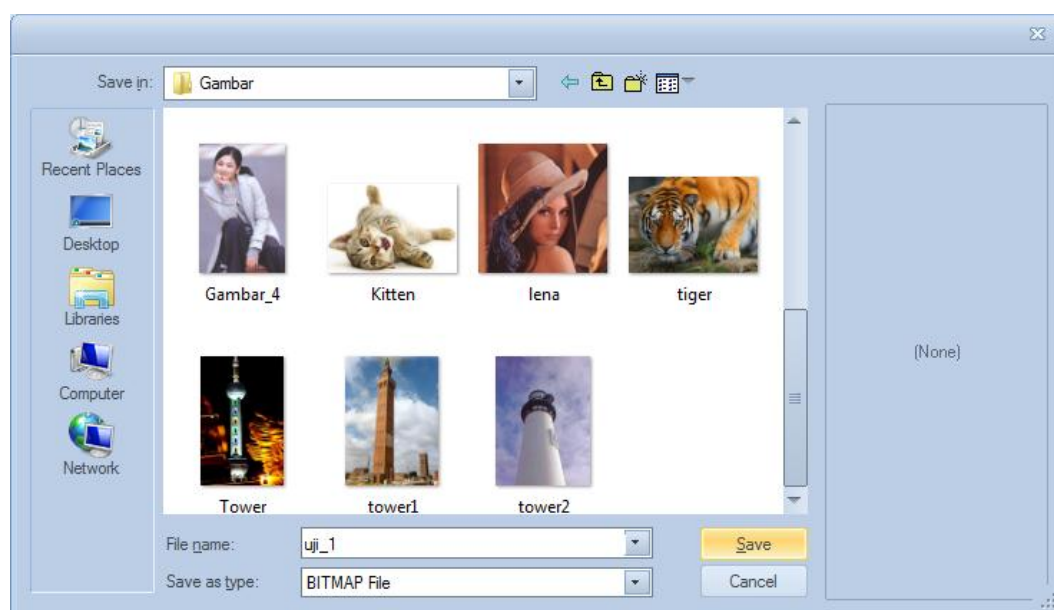 Save in:
Gambar
Recent Places
Desktop
Libraries
Computer
Network
Gambar_4
Kitten
lena
tiger
Tower
tower1
tower2
(None)
File name:
uji_1
Save
Save as type:
BITMAP File
Cancel